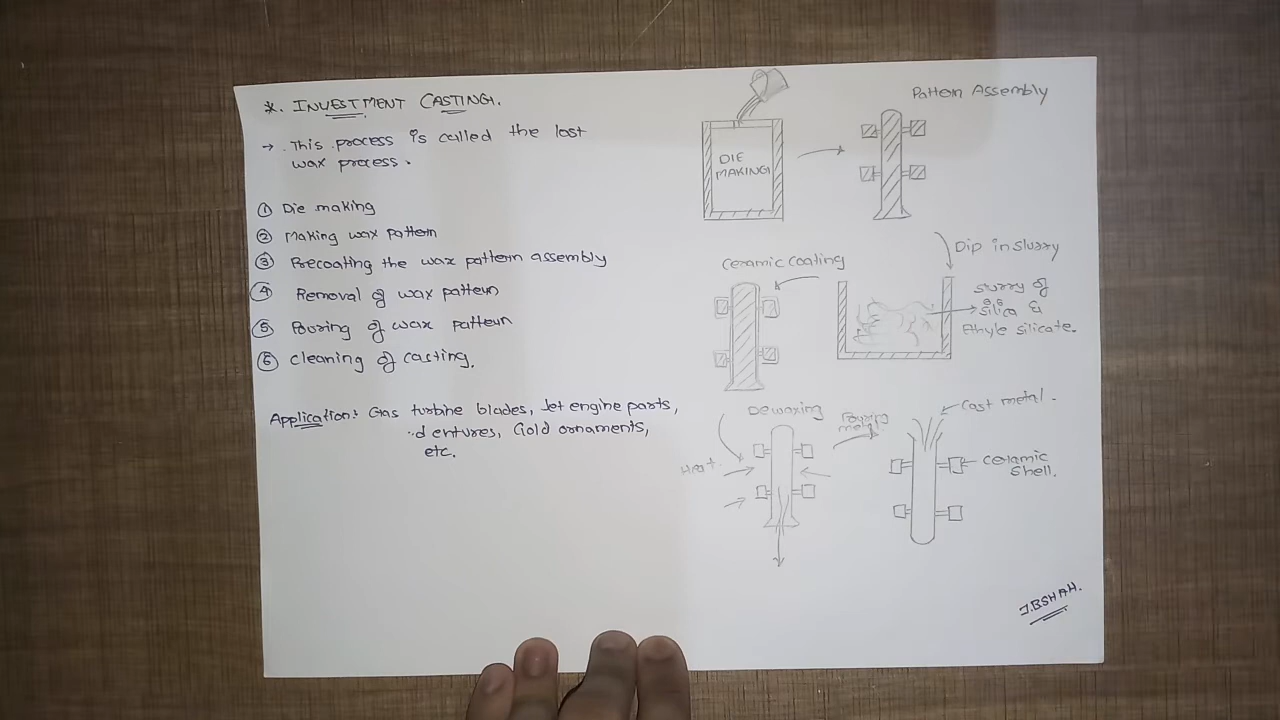 *. INVESTMENT CASTING.
→ This process is called the lost
wax process.
① Die making
② Making wax pattern
③ Precoating the wax pattern assembly
④ Removal of wax pattern
⑤ Pouring of wax pattern
⑥ Cleaning of casting.
Application: Gas turbine blades, Jet engine parts,
dentures, Gold ornaments,
etc.
Pattern Assembly
DIE
MAKING
Dip in slurry
Ceramic coating
slurry of
silica &
Ethyle silicate.
Dewaxing
Pouring
metal
Cast metal.
Heat.
Ceramic
shell.
J.BSHAH.